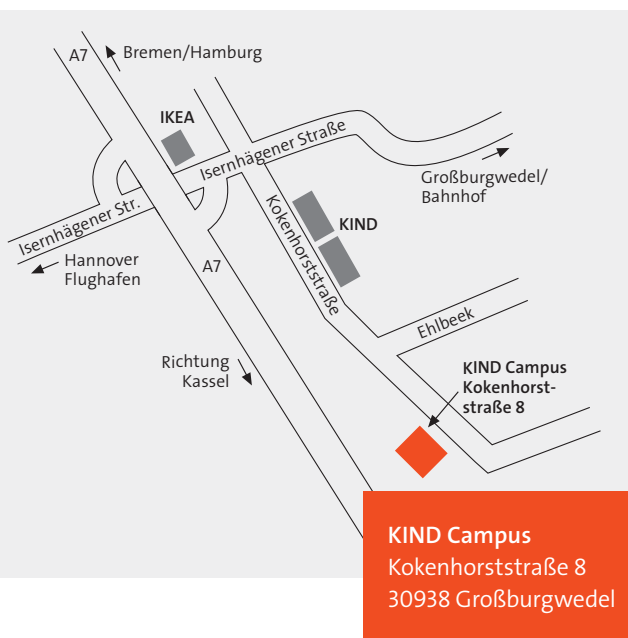 A7
Bremen/Hamburg
IKEA
Isernhägener Straße
Großburgwedel/
Bahnhof
Isernhägener Str.
Kokenhorststraße
KIND
Hannover
Flughafen
A7
Ehlbeek
Richtung
Kassel
KIND Campus
Kokenhorst-
straße 8
KIND Campus
Kokenhorststraße 8
30938 Großburgwedel